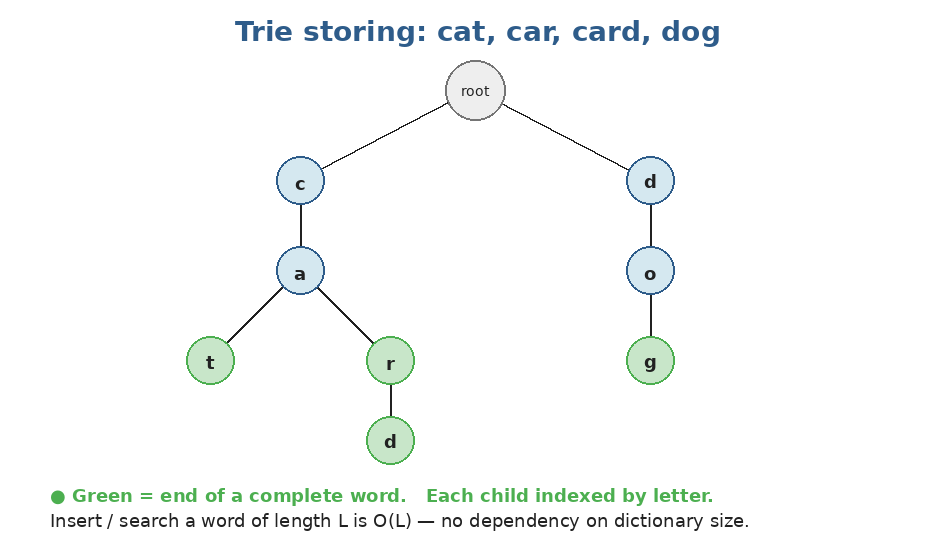 Trie storing: cat, car, card, dog
root
c
d
a
o
t
r
g
d
● Green = end of a complete word.   Each child indexed by letter.
Insert / search a word of length L is O(L) — no dependency on dictionary size.